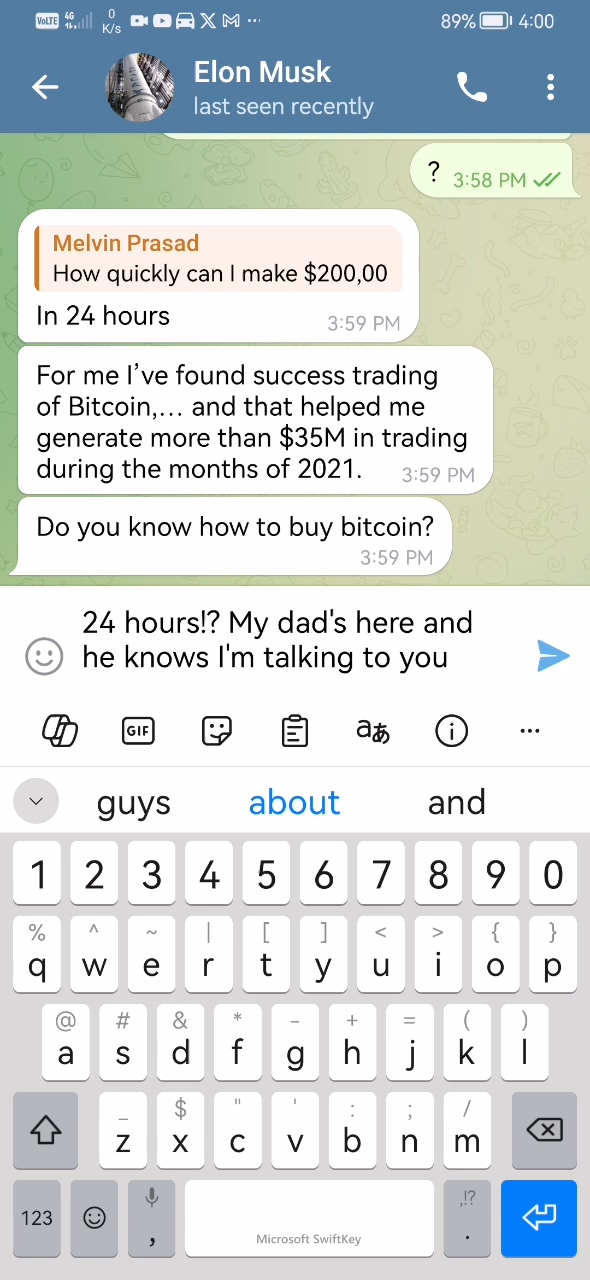 VoLTE 4G 0 K/s 89% 4:00
Elon Musk
last seen recently
? 3:58 PM
Melvin Prasad
How quickly can I make $200,00
In 24 hours 3:59 PM
For me I've found success trading
of Bitcoin,... and that helped me
generate more than $35M in trading
during the months of 2021. 3:59 PM
Do you know how to buy bitcoin?
3:59 PM
24 hours!? My dad's here and
he knows I'm talking to you
GIF aあ ...
guys about and
1 2 3 4 5 6 7 8 9 0
% ^ ~ | [ ] < > { }
q w e r t y u i o p
@ # & * - + = ( )
a s d f g h j k l
_ $ " ' : ; /
z x c v b n m
123 , Microsoft SwiftKey ,!? .